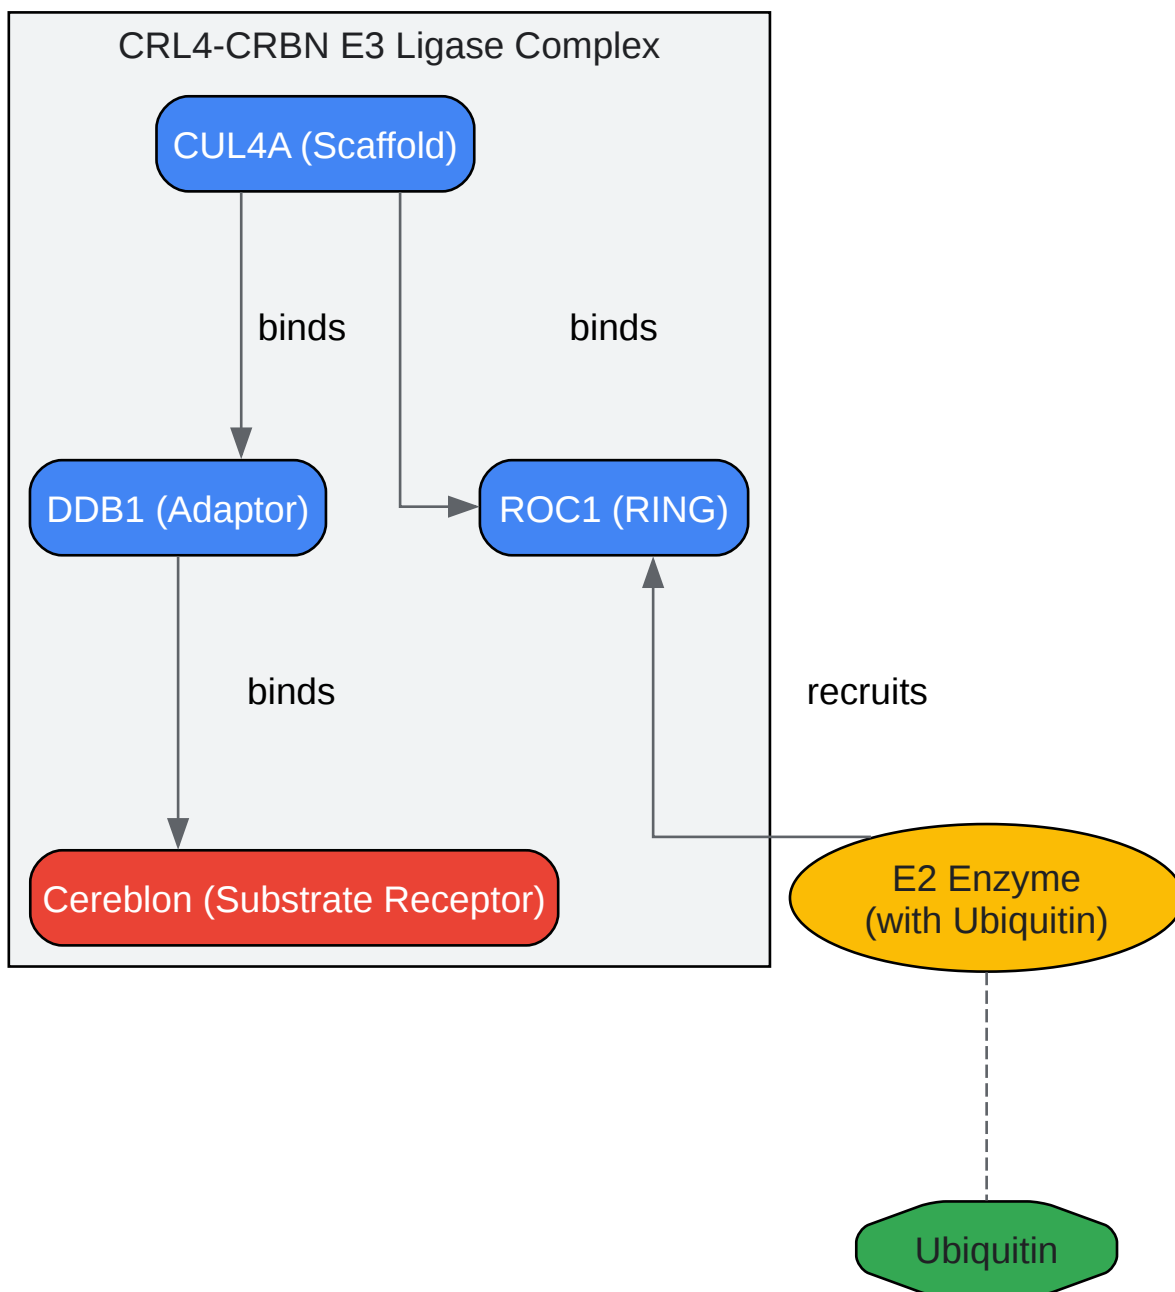 CRL4-CRBN E3 Ligase Complex
CUL4A (Scaffold)
binds
binds
DDB1 (Adaptor)
ROC1 (RING)
binds
recruits
Cereblon (Substrate Receptor)
E2 Enzyme
(with Ubiquitin)
Ubiquitin